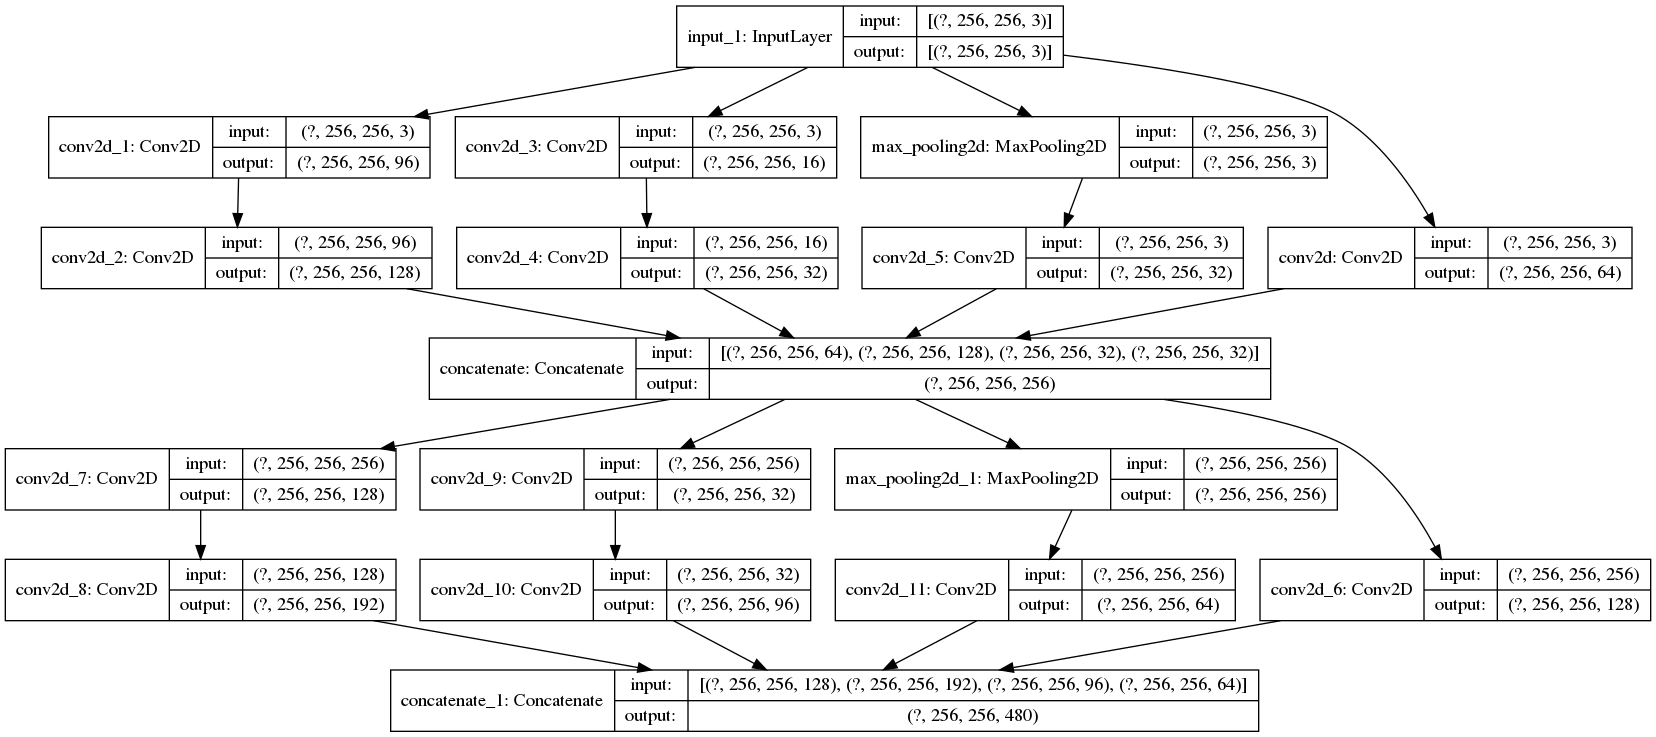 input_1: InputLayer
input: [(?, 256, 256, 3)]
output: [(?, 256, 256, 3)]
conv2d_1: Conv2D
input: (?, 256, 256, 3)
output: (?, 256, 256, 96)
conv2d_3: Conv2D
input: (?, 256, 256, 3)
output: (?, 256, 256, 16)
max_pooling2d: MaxPooling2D
input: (?, 256, 256, 3)
output: (?, 256, 256, 3)
conv2d_2: Conv2D
input: (?, 256, 256, 96)
output: (?, 256, 256, 128)
conv2d_4: Conv2D
input: (?, 256, 256, 16)
output: (?, 256, 256, 32)
conv2d_5: Conv2D
input: (?, 256, 256, 3)
output: (?, 256, 256, 32)
conv2d: Conv2D
input: (?, 256, 256, 3)
output: (?, 256, 256, 64)
concatenate: Concatenate
input: [(?, 256, 256, 64), (?, 256, 256, 128), (?, 256, 256, 32), (?, 256, 256, 32)]
output: (?, 256, 256, 256)
conv2d_7: Conv2D
input: (?, 256, 256, 256)
output: (?, 256, 256, 128)
conv2d_9: Conv2D
input: (?, 256, 256, 256)
output: (?, 256, 256, 32)
max_pooling2d_1: MaxPooling2D
input: (?, 256, 256, 256)
output: (?, 256, 256, 256)
conv2d_8: Conv2D
input: (?, 256, 256, 128)
output: (?, 256, 256, 192)
conv2d_10: Conv2D
input: (?, 256, 256, 32)
output: (?, 256, 256, 96)
conv2d_11: Conv2D
input: (?, 256, 256, 256)
output: (?, 256, 256, 64)
conv2d_6: Conv2D
input: (?, 256, 256, 256)
output: (?, 256, 256, 128)
concatenate_1: Concatenate
input: [(?, 256, 256, 128), (?, 256, 256, 192), (?, 256, 256, 96), (?, 256, 256, 64)]
output: (?, 256, 256, 480)